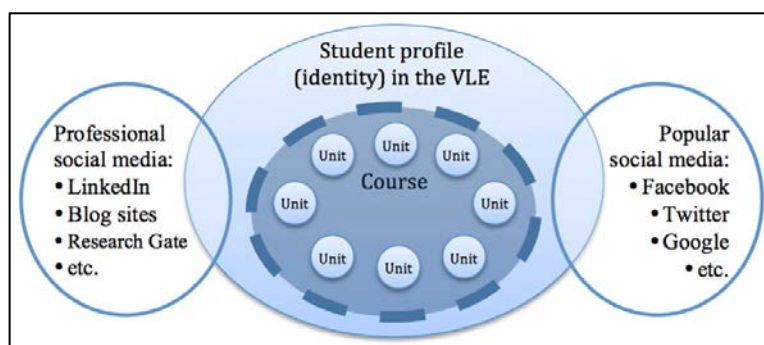 Student profile
(identity) in the VLE
Professional
social media:
• LinkedIn
• Blog sites
• Research Gate
• etc.
Unit
Unit
Unit
Unit
Course
Unit
Unit
Unit
Unit
Popular
social media:
• Facebook
• Twitter
• Google
• etc.